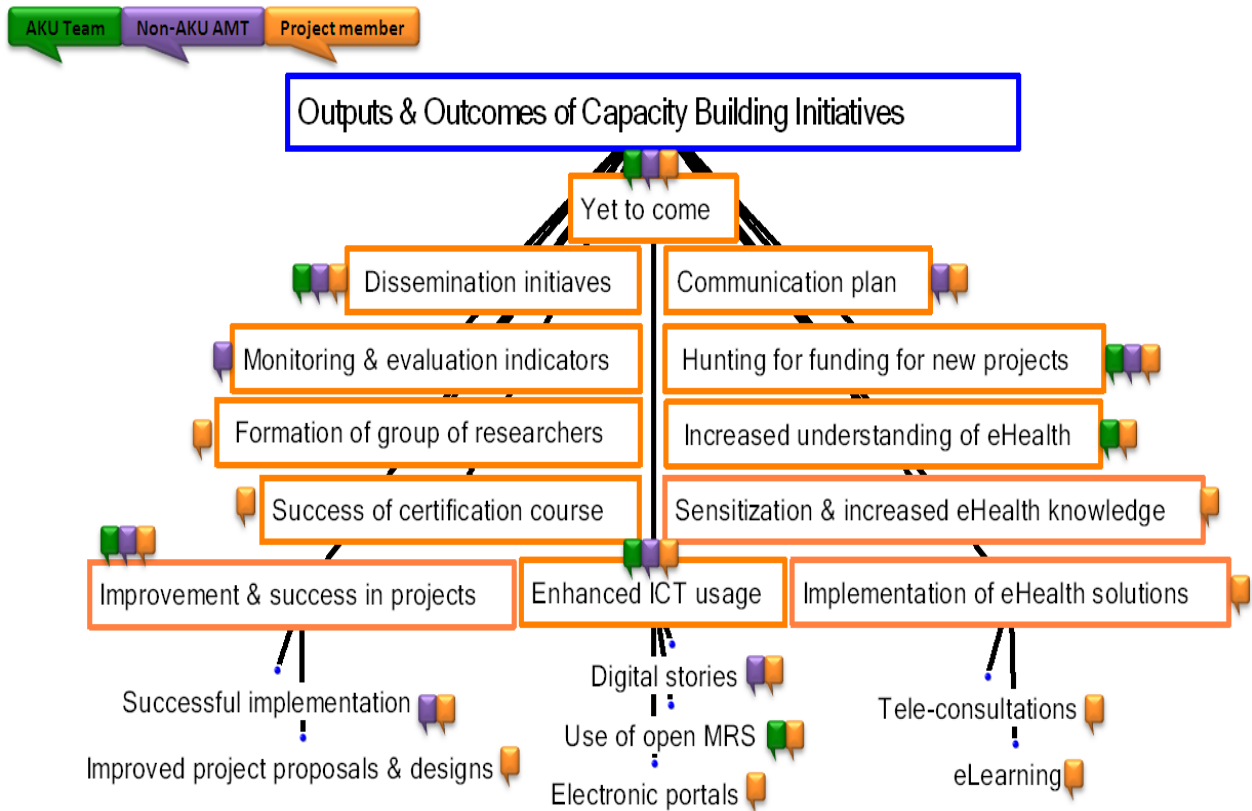 AKU Team
Non-AKU AMT
Project member
Outputs & Outcomes of Capacity Building Initiatives
Yet to come
Dissemination initiaves
Communication plan
Monitoring & evaluation indicators
Hunting for funding for new projects
Formation of group of researchers
Increased understanding of eHealth
Success of certification course
Sensitization & increased eHealth knowledge
Improvement & success in projects
Enhanced ICT usage
Implementation of eHealth solutions
Successful implementation
Improved project proposals & designs
Digital stories
Use of open MRS
Electronic portals
Tele-consultations
eLearning